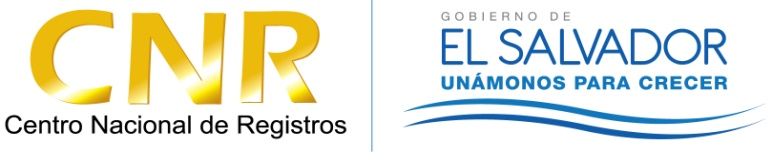 CNR
Centro Nacional de Registros
GOBIERNO DE
EL SALVADOR
UNÁMONOS PARA CRECER